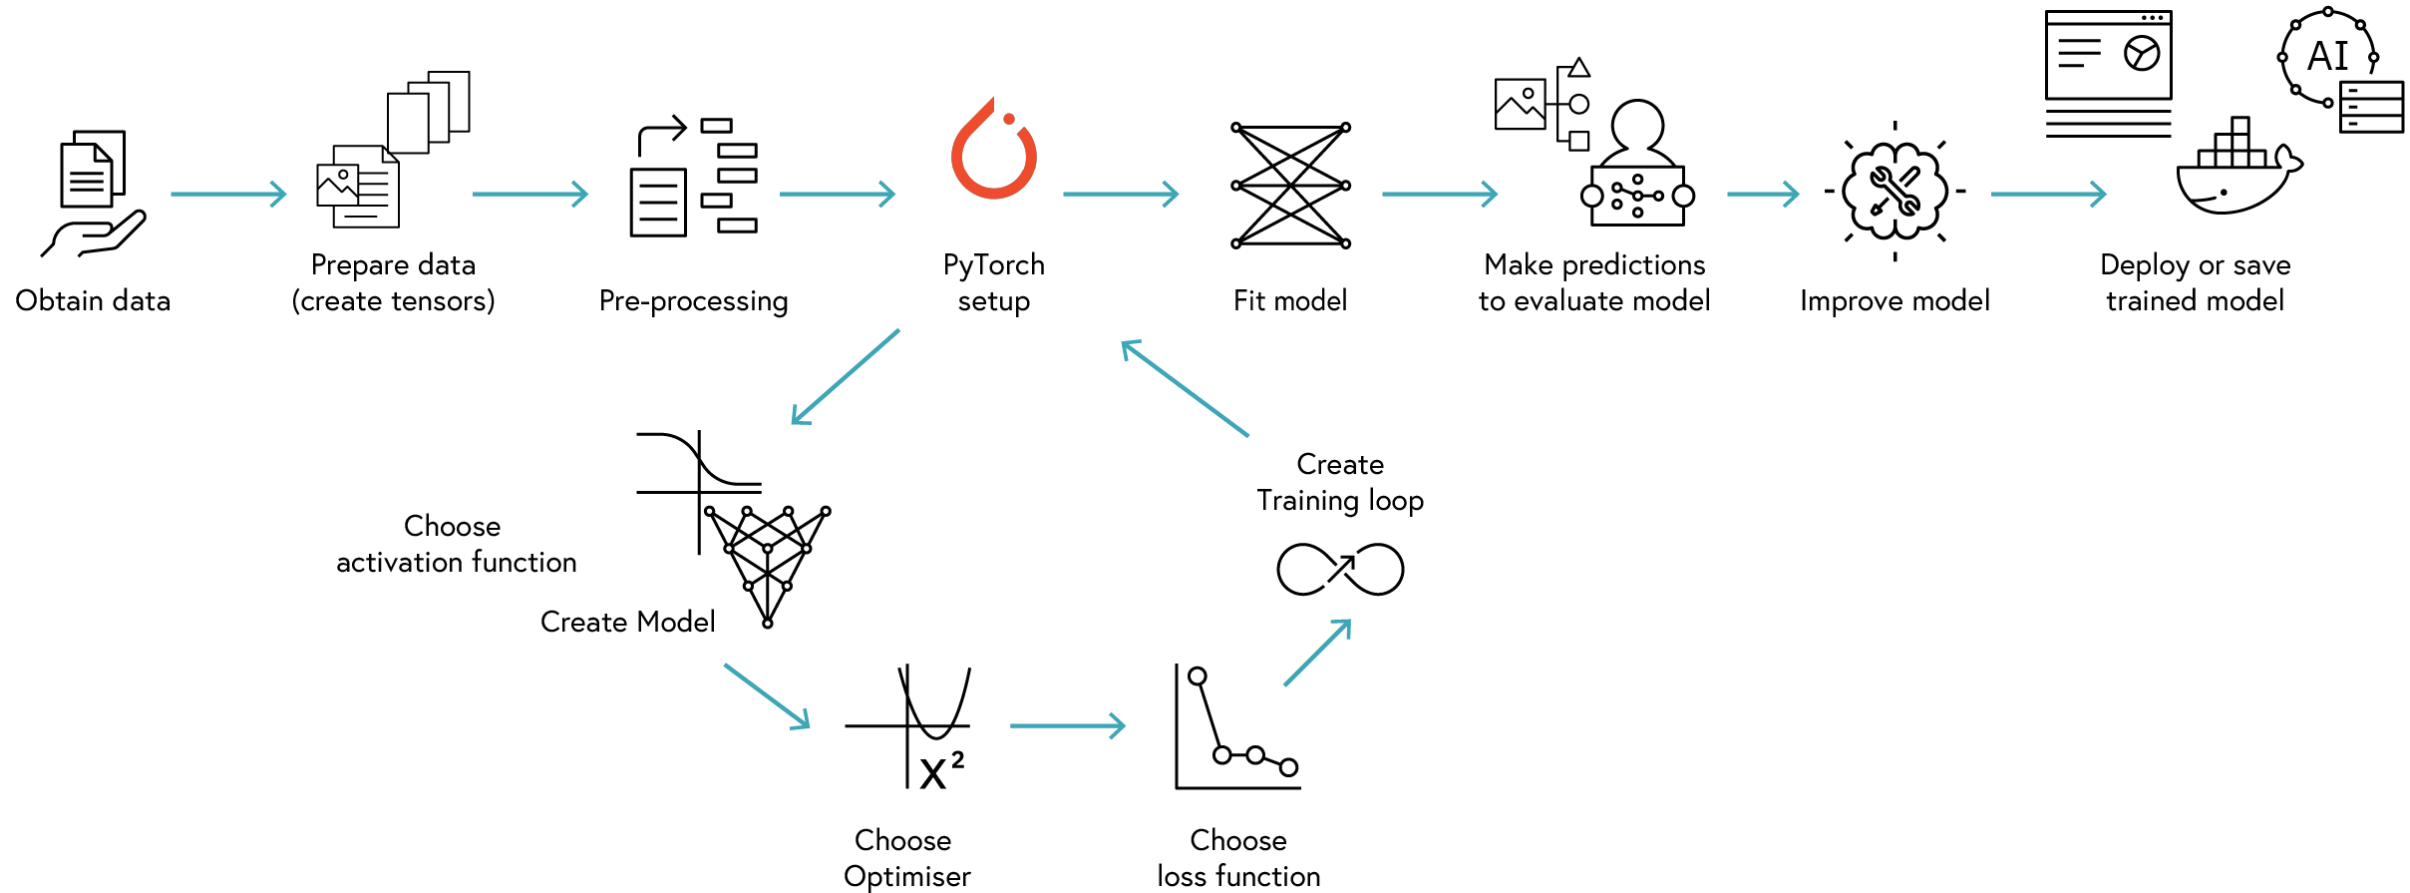 AI
Obtain data
Prepare data
(create tensors)
Pre-processing
PyTorch
setup
Fit model
Make predictions
to evaluate model
Improve model
Deploy or save
trained model
Choose
activation function
Create Model
X²
Choose
Optimiser
Choose
loss function
Create
Training loop